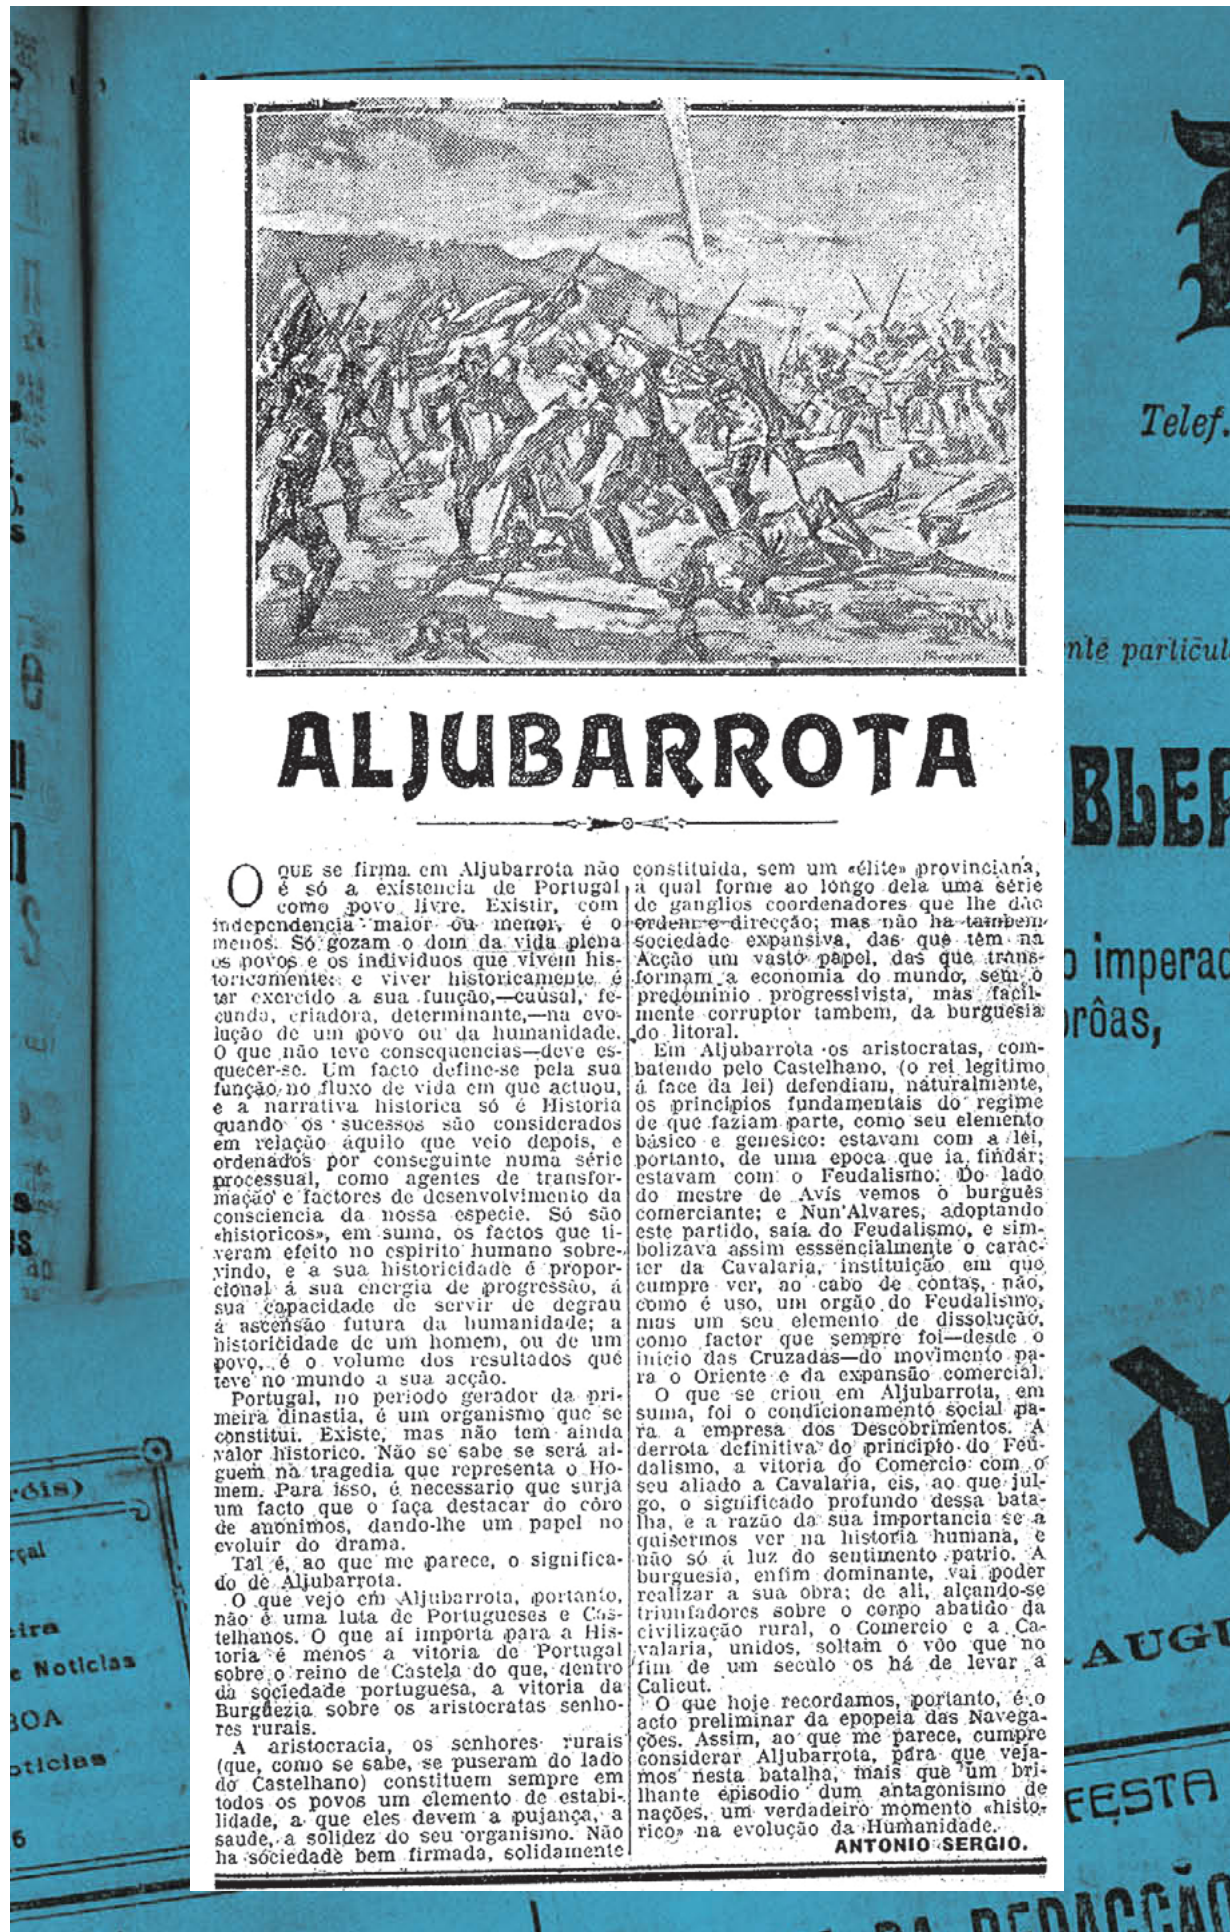 ALJUBARROTA
O QUE se firma em Aljubarrota não
é só a existencia de Portugal
como povo livre. Existir, com
independencia maior ou menor, é o
menos. Só gozam o dom da vida plena
os povos e os individuos que vivem his-
toricamente: e viver historicamente é
ter exercido a sua função,—causal, fe-
cunda, criadora, determinante,—na evo-
lução de um povo ou da humanidade.
O que não teve consequencias—deve es-
quecer-se. Um facto define-se pela sua
função no fluxo de vida em que actuou,
e a narrativa historica só é Historia
quando os sucessos são considerados
em relação áquilo que veio depois, e
ordenados por conseguinte numa série
processual, como agentes de transfor-
mação e factores de desenvolvimento da
consciencia da nossa especie. Só são
«historicos», em suma, os factos que ti-
veram efeito no espirito humano sobre-
vindo, e a sua historicidade é propor-
cional á sua energia de progressão, á
sua capacidade de servir de degrau
á ascensão futura da humanidade; a
historicidade de um homem, ou de um
povo, é o volume dos resultados que
teve no mundo a sua acção.
Portugal, no periodo gerador da pri-
meira dinastia, é um organismo que se
constitui. Existe, mas não tem ainda
valor historico. Não se sabe se será al-
guem na tragedia que representa o Ho-
mem. Para isso, é necessario que surja
um facto que o faça destacar do côro
de anónimos, dando-lhe um papel no
evoluir do drama.
Tal é, ao que me parece, o significa-
do de Aljubarrota.
O que vejo em Aljubarrota, portanto,
não é uma luta de Portugueses e Cas-
telhanos. O que aí importa para a His-
toria é menos a vitoria de Portugal
sobre o reino de Castela do que, dentro
da sociedade portuguesa, a vitoria da
Burguezia sobre os aristocratas senho-
res rurais.
A aristocracia, os senhores rurais
(que, como se sabe, se puseram do lado
do Castelhano) constituem sempre em
todos os povos um elemento de estabi-
lidade, a que eles devem a pujança, a
saude, a solidez do seu organismo. Não
ha sociedade bem firmada, solidamente
constituida, sem um «élite» provinciana,
á qual forme ao longo dela uma série
de ganglios coordenadores que lhe dão
ordem e direcção; mas não ha tambem
sociedade expansiva, das que têm na
Acção um vasto papel, das que trans-
formam a economia do mundo, sem o
predominio progressivista, mas facil-
mente corruptor tambem, da burguesia
do litoral.
Em Aljubarrota os aristocratas, com-
batendo pelo Castelhano, (o rei legitimo
á face da lei) defendiam, naturalmente,
os principios fundamentais do regime
de que faziam parte, como seu elemento
básico e genesico: estavam com a lei,
portanto, de uma epoca que ia findar;
estavam com o Feudalismo. Do lado
do mestre de Avís vemos o burguês
comerciante; e Nun'Alvares, adoptando
este partido, saía do Feudalismo, e sim-
bolizava assim esssencialmente o carac-
ter da Cavalaria, instituição em que
cumpre ver, ao cabo de contas, não,
como é uso, um orgão do Feudalismo,
mas um seu elemento de dissolução,
como factor que sempre foi—desde o
inicio das Cruzadas—do movimento pa-
ra o Oriente e da expansão comercial.
O que se criou em Aljubarrota, em
suma, foi o condicionamento social pa-
ra a empresa dos Descobrimentos. A
derrota definitiva do principio do Feu-
dalismo, a vitoria do Comercio com o
seu aliado a Cavalaria, eis, ao que jul-
go, o significado profundo dessa bata-
lha, e a razão da sua importancia se a
quisermos ver na historia humana, e
não só á luz do sentimento patrio. A
burguesia, enfim dominante, vai poder
realizar a sua obra; de ali, alçando-se
triunfadores sobre o corpo abatido da
civilização rural, o Comercio e a Ca-
valaria, unidos, soltam o vôo que no
fim de um seculo os há de levar a
Calicut.
O que hoje recordamos, portanto, é o
acto preliminar da epopeia das Navega-
ções. Assim, ao que me parece, cumpre
considerar Aljubarrota, para que veja-
mos nesta batalha, mais que um bri-
lhante episodio dum antagonismo de
nações, um verdadeiro momento «histo-
rico» na evolução da Humanidade.
ANTONIO SERGIO.
Telef.
nte particul
BLEA
o imperad
orôas,
AUGU
FESTA
DA REDACÇÃO
róis)
rçal
eira
e Noticias
BOA
oticias
6